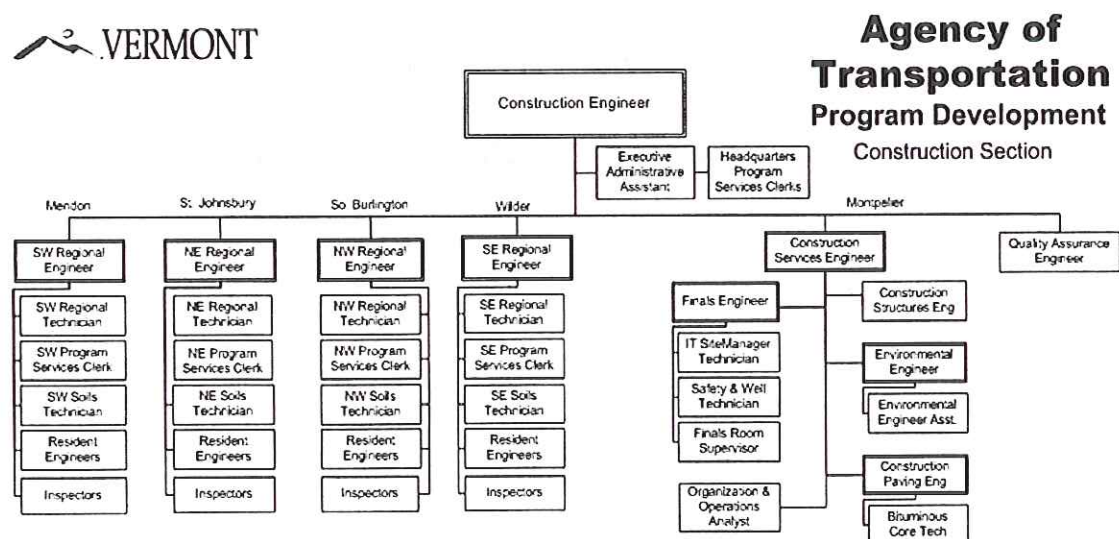 VERMONT
Agency of
Transportation
Program Development
Construction Section
Construction Engineer
Executive
Administrative
Assistant
Headquarters
Program
Services Clerks
Mendon
St. Johnsbury
So Burlington
Wilder
Montpelier
SW Regional
Engineer
NE Regional
Engineer
NW Regional
Engineer
SE Regional
Engineer
Construction
Services Engineer
Quality Assurance
Engineer
SW Regional
Technician
SW Program
Services Clerk
SW Soils
Technician
Resident
Engineers
Inspectors
NE Regional
Technician
NE Program
Services Clerk
NE Soils
Technician
Resident
Engineers
Inspectors
NW Regional
Technician
NW Program
Services Clerk
NW Soils
Technician
Resident
Engineers
Inspectors
SE Regional
Technician
SE Program
Services Clerk
SE Soils
Technician
Resident
Engineers
Inspectors
Finals Engineer
IT SiteManager
Technician
Safety & Well
Technician
Finals Room
Supervisor
Organization &
Operations
Analyst
Construction
Structures Eng
Environmental
Engineer
Environmental
Engineer Asst.
Construction
Paving Eng
Bituminous
Core Tech